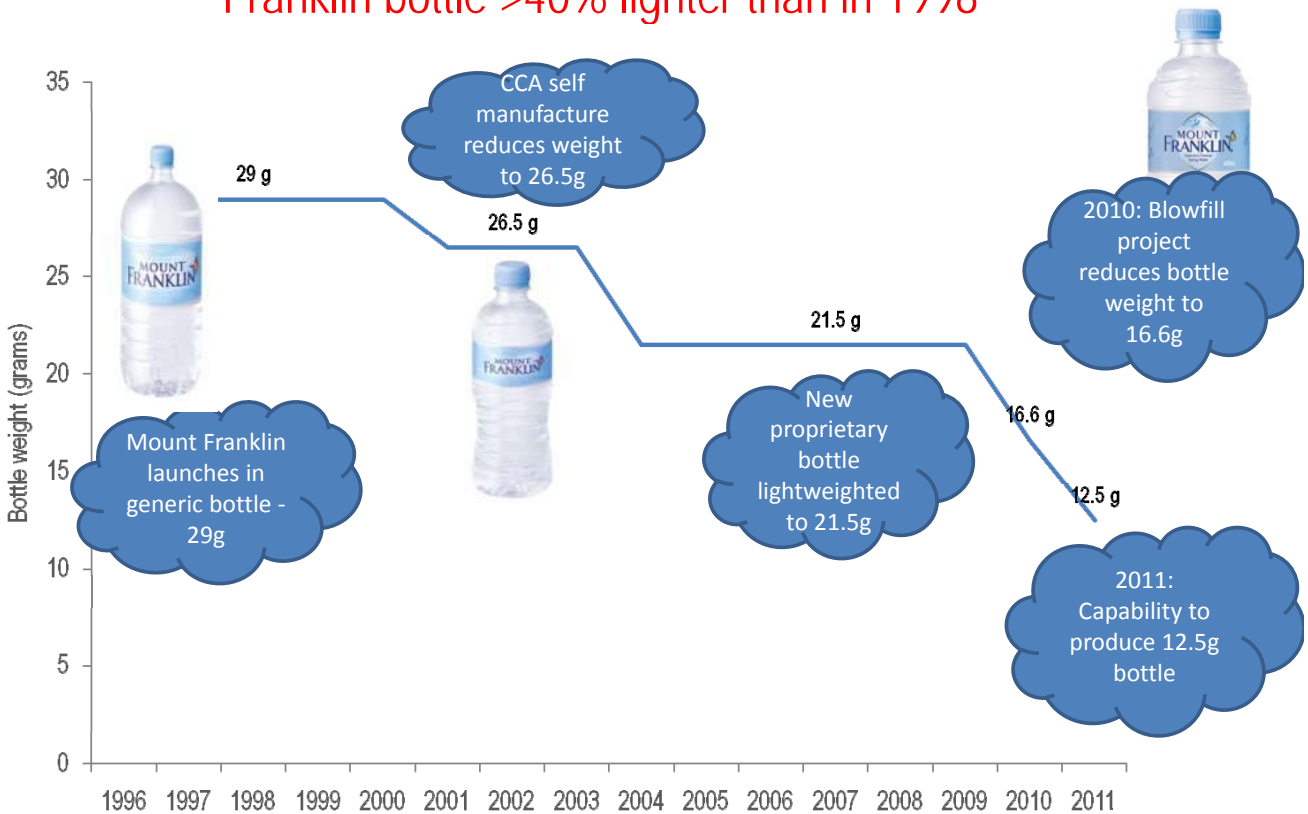 Franklin bottle >40% lighter than in
35
30
25
20
15
10
5
0
Bottle weight (grams)
1996 1997 1998 1999 2000 2001 2002 2003 2004 2005 2006 2007 2008 2009 2010 2011
29 g
26.5 g
21.5 g
16.6 g
12.5 g
MOUNT
FRANKLIN
Mount Franklin
launches in
generic bottle -
29g
CCA self
manufacture
reduces weight
to 26.5g
MOUNT
FRANKLIN
New
proprietary
bottle
lightweighted
to 21.5g
MOUNT
FRANKLIN
2010: Blowfill
project
reduces bottle
weight to
16.6g
2011:
Capability to
produce 12.5g
bottle